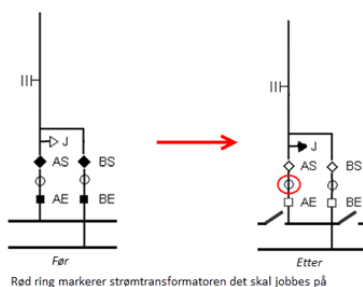 J
J
AS
BS
AS
BS
AE
BE
AE
BE
Før
Etter
Rød ring markerer strømtransformatoren det skal jobbes på